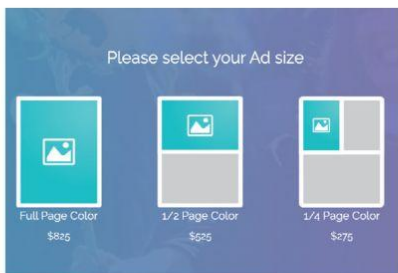 Please select your Ad size
Full Page Color
1/2 Page Color
1/4 Page Color
$825
$525
$275